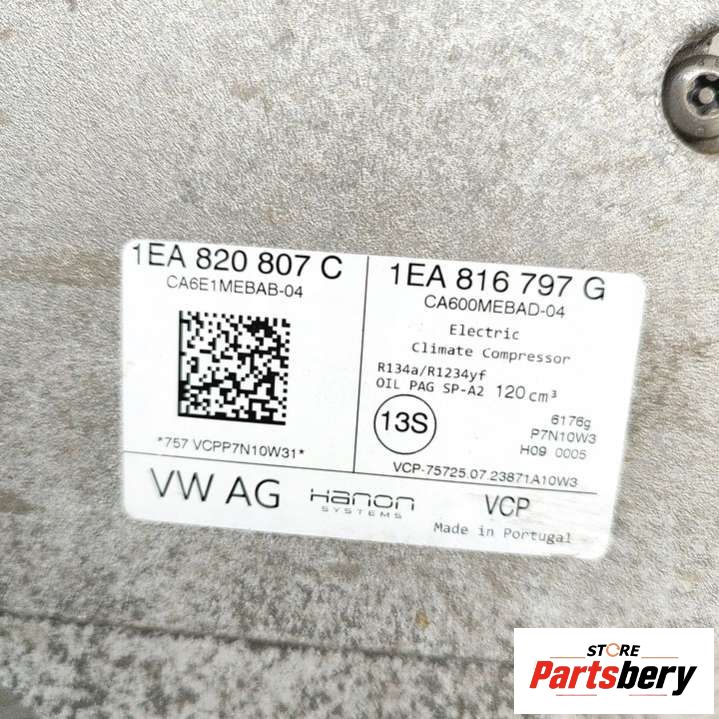 1EA 820 807 C
CA6E1MEBAB-04
*757 VCPP7N10W31*
1EA 816 797 G
CA600MEBAD-04
Electric
Climate Compressor
R134a/R1234yf
OIL PAG SP-A2 120 cm³
13S
6176g
P7N10W3
H09 0005
VCP-75725.07.23871A10W3
VW AG Hanon SYSTEMS VCP
Made in Portugal
STORE
Partsbery